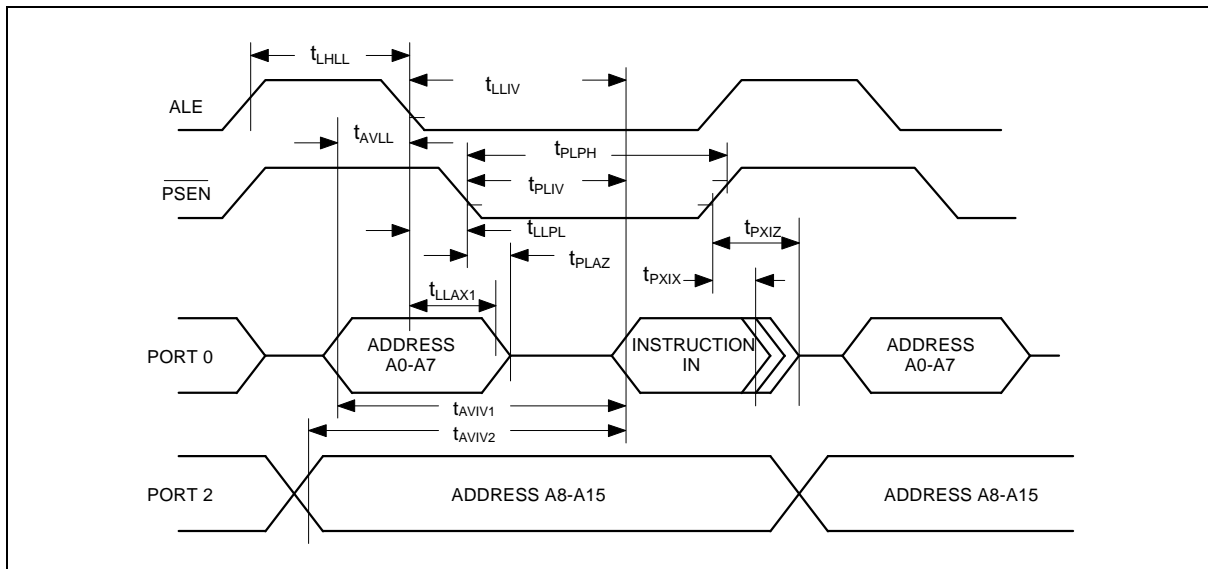 tLHLL
tLLIV
ALE
tAVLL
tPLPH
PSEN
tPLIV
tLLPL
tPXIZ
tPLAZ
tPXIX
tLLAX1
PORT 0
ADDRESS
A0-A7
INSTRUCTION
IN
ADDRESS
A0-A7
tAVIV1
tAVIV2
PORT 2
ADDRESS A8-A15
ADDRESS A8-A15